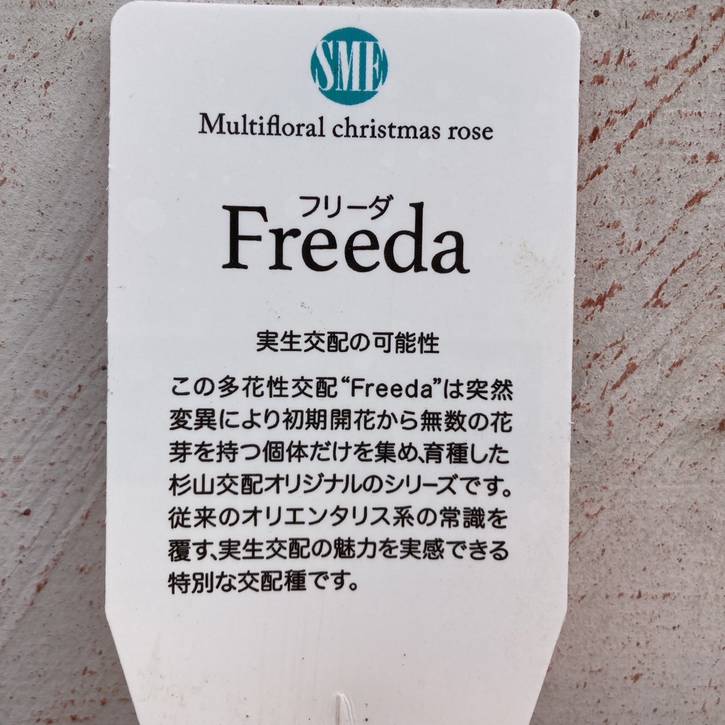 SME
Multifloral christmas rose
フリーダ
Freeda
実生交配の可能性
この多花性交配“Freeda”は突然
変異により初期開花から無数の花
芽を持つ個体だけを集め、育種した
杉山交配オリジナルのシリーズです。
従来のオリエンタリス系の常識を
覆す、実生交配の魅力を実感できる
特別な交配種です。